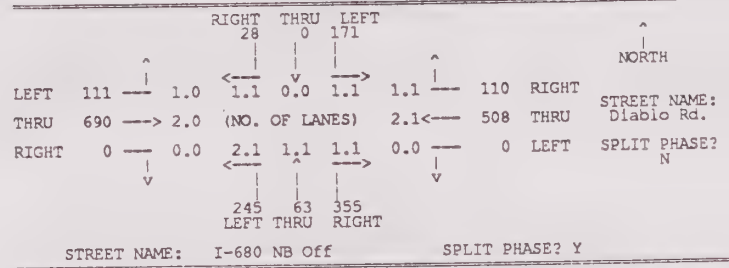 RIGHT THRU LEFT
28 0 171
^ ^
NORTH
<--- v --->
LEFT 111 --- 1.0 1.1 0.0 1.1 1.1 --- 110 RIGHT
STREET NAME:
THRU 690 ---> 2.0 (NO. OF LANES) 2.1<--- 508 THRU Diablo Rd.
RIGHT 0 --- 0.0 2.1 1.1 1.1 0.0 --- 0 LEFT SPLIT PHASE?
N
<--- ^ --->
v v
245 63 355
LEFT THRU RIGHT
STREET NAME: I-680 NB Off SPLIT PHASE? Y